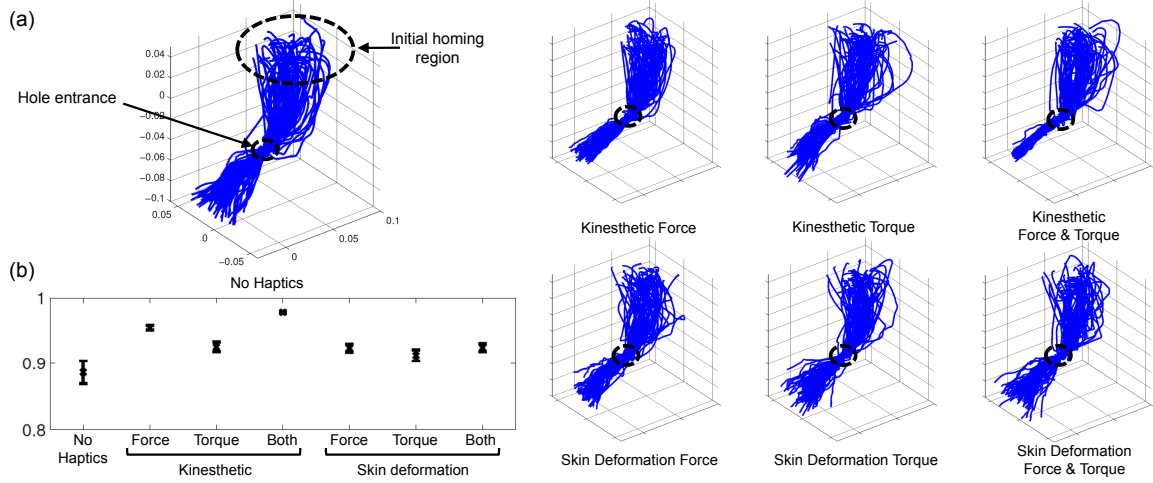 (a)
Initial homing
region
Hole entrance
0.04
0.02
0
−0.02
−0.04
−0.06
−0.08
−0.1
0.05
0
−0.05
0
0.05
0.1
No Haptics
Kinesthetic Force
Kinesthetic Torque
Kinesthetic
Force & Torque
(b)
1
0.9
0.8
No
Haptics
Force
Torque
Both
Force
Torque
Both
Kinesthetic
Skin deformation
Skin Deformation Force
Skin Deformation Torque
Skin Deformation
Force & Torque